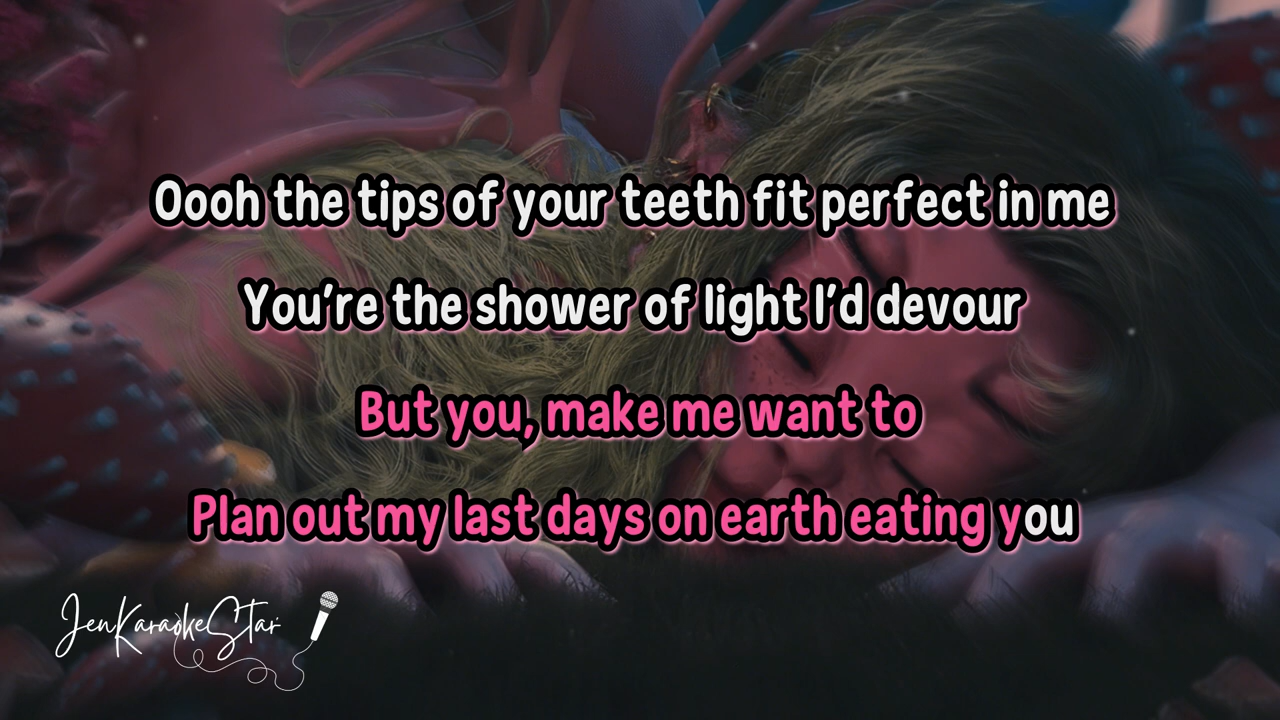 Oooh the tips of your teeth fit perfect in me
You’re the shower of light I’d devour
But you, make me want to
Plan out my last days on earth eating you
JenKaraokeStar